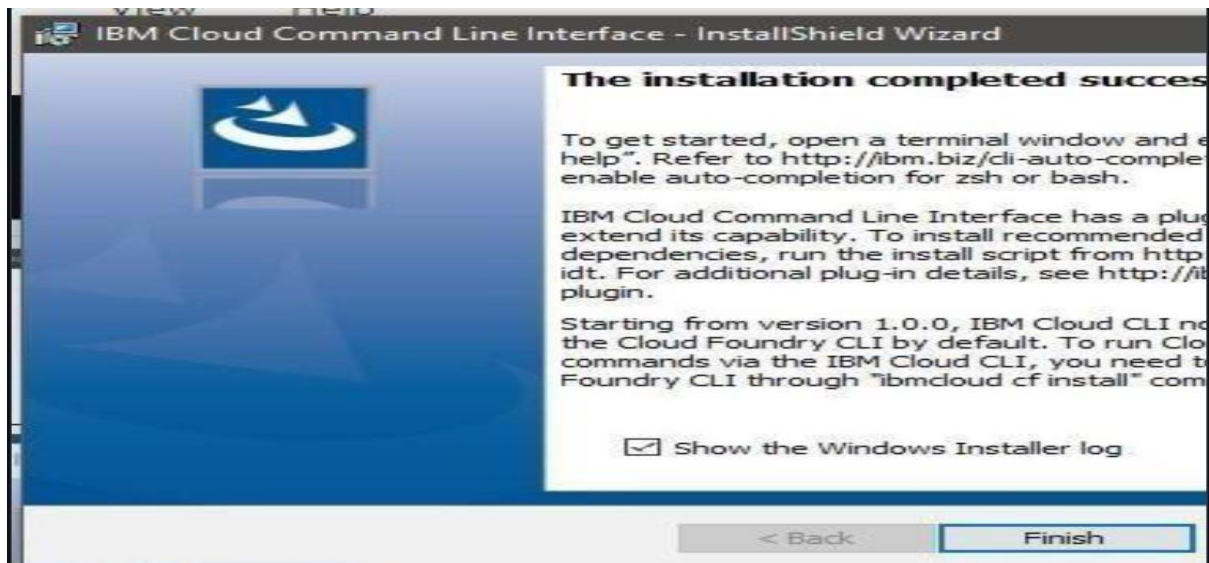 View Help
IBM Cloud Command Line Interface - InstallShield Wizard
The installation completed succes
To get started, open a terminal window and e
help". Refer to http://ibm.biz/cli-auto-comple
enable auto-completion for zsh or bash.
IBM Cloud Command Line Interface has a plug
extend its capability. To install recommended
dependencies, run the install script from http
idt. For additional plug-in details, see http://ib
plugin.
Starting from version 1.0.0, IBM Cloud CLI no
the Cloud Foundry CLI by default. To run Clo
commands via the IBM Cloud CLI, you need to
Foundry CLI through "ibmcloud cf install" com
Show the Windows Installer log
< Back
Finish